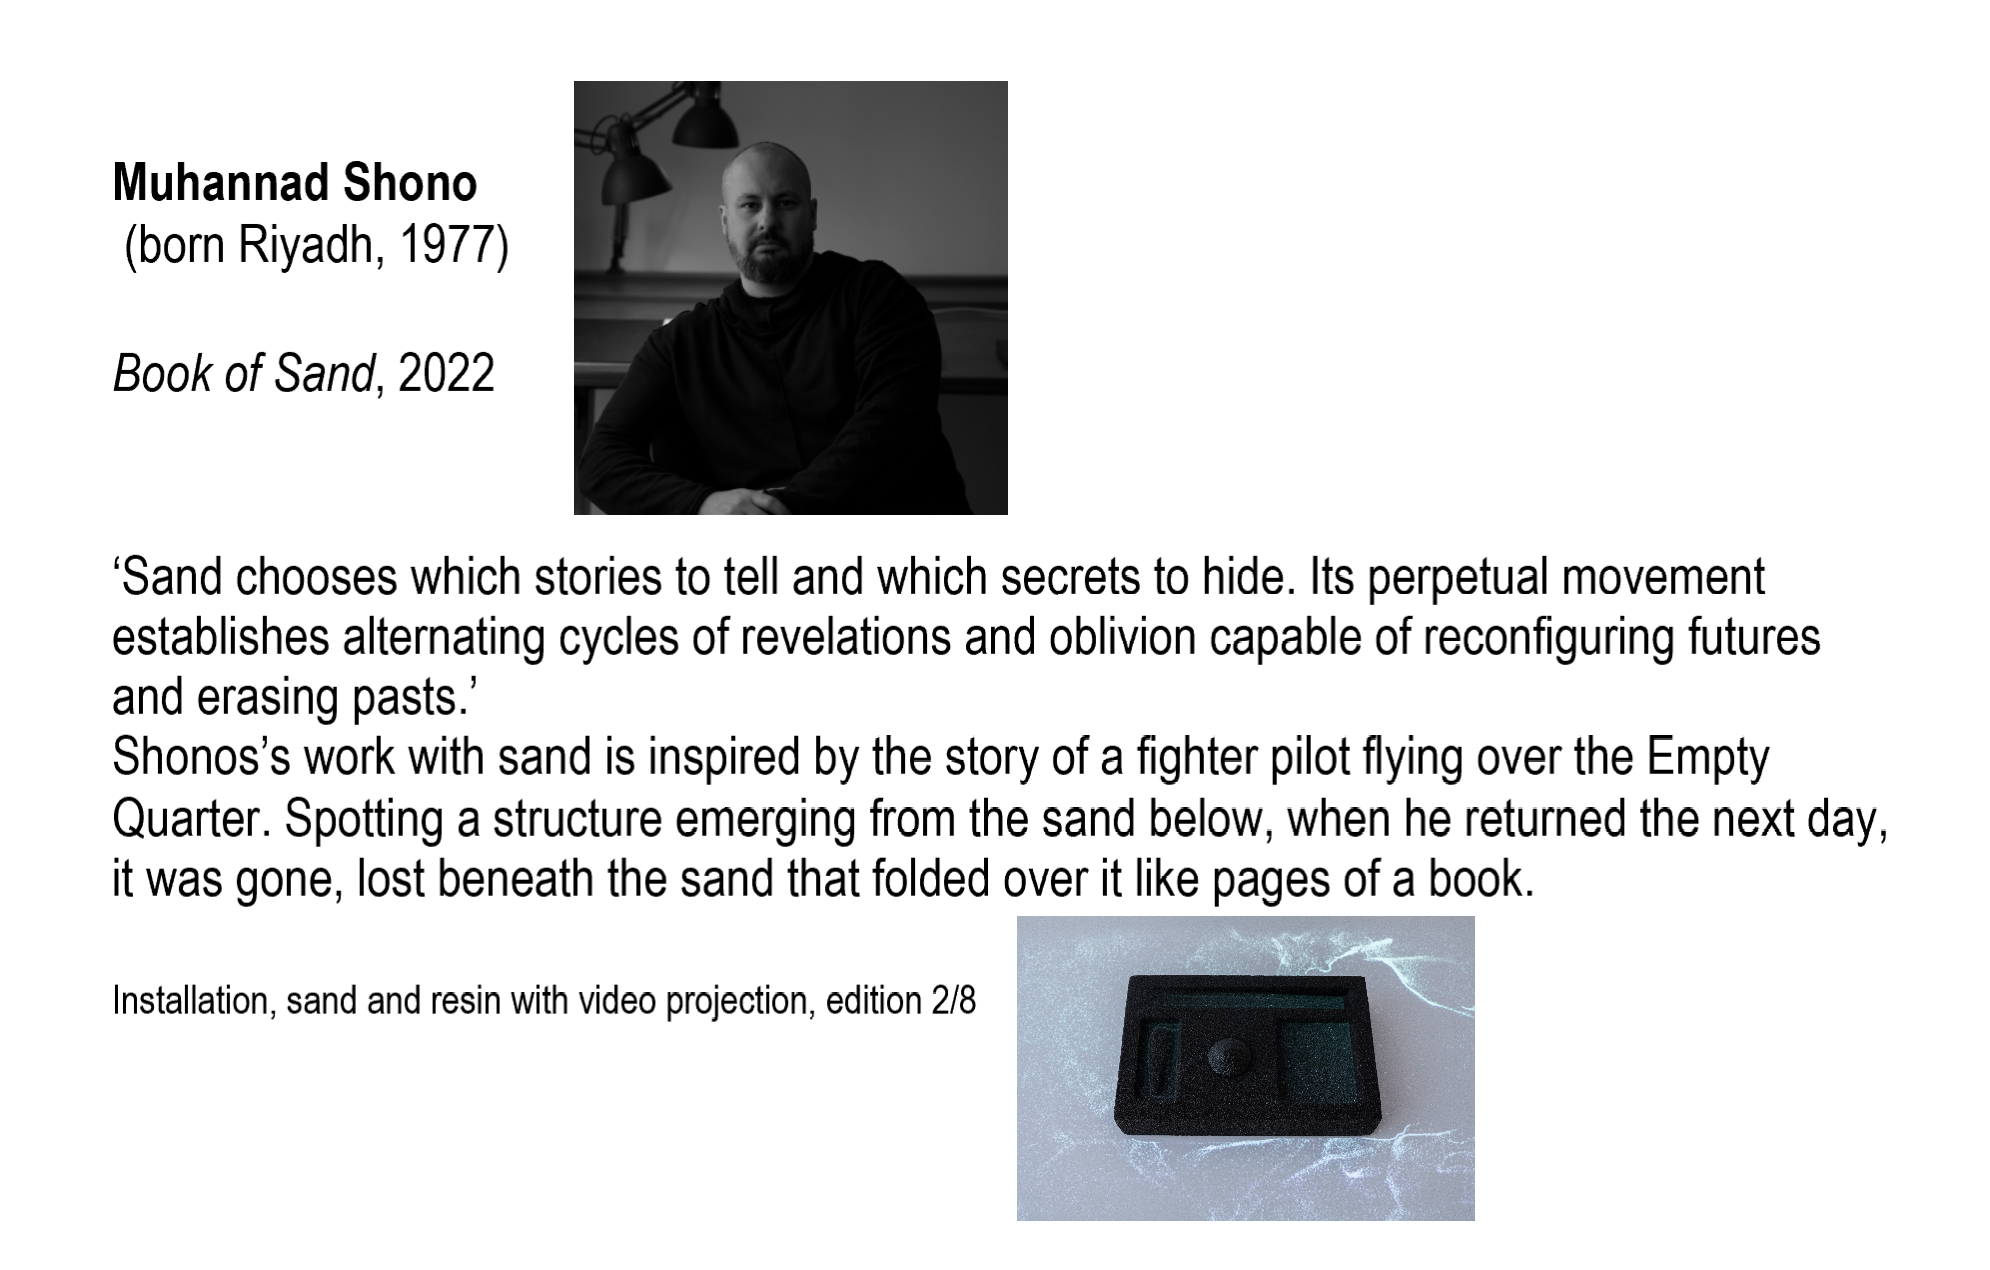 Muhannad Shono
(born Riyadh, 1977)
Book of Sand, 2022
‘Sand chooses which stories to tell and which secrets to hide. Its perpetual movement
establishes alternating cycles of revelations and oblivion capable of reconfiguring futures
and erasing pasts.’
Shonos’s work with sand is inspired by the story of a fighter pilot flying over the Empty
Quarter. Spotting a structure emerging from the sand below, when he returned the next day,
it was gone, lost beneath the sand that folded over it like pages of a book.
Installation, sand and resin with video projection, edition 2/8